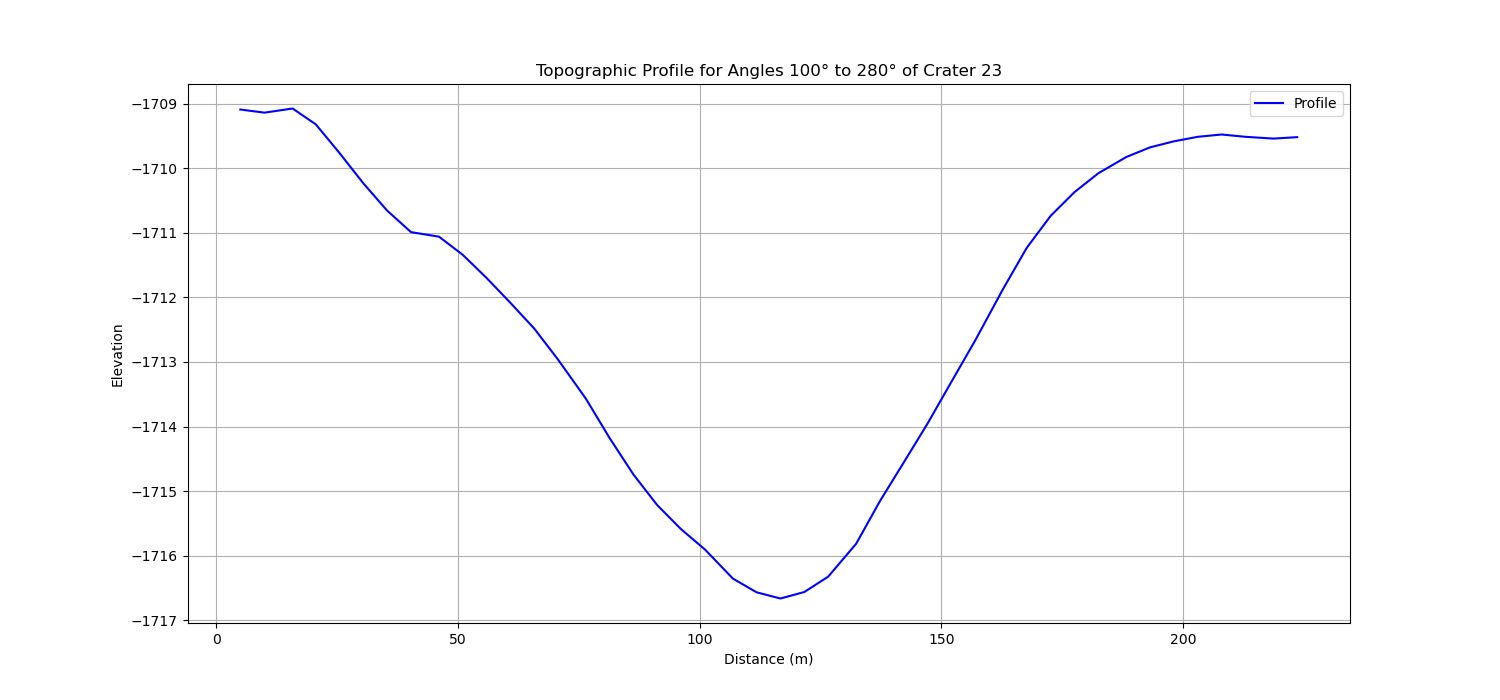 Topographic Profile for Angles 100° to 280° of Crater 23
Profile
−1709
−1710
−1711
−1712
−1713
−1714
−1715
−1716
−1717
Elevation
0 50 100 150 200
Distance (m)